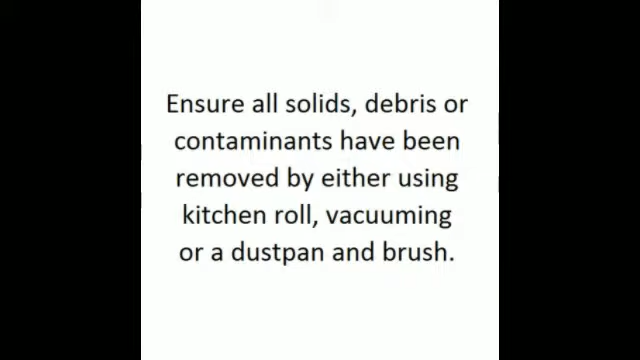 Ensure all solids, debris or
contaminants have been
removed by either using
kitchen roll, vacuuming
or a dustpan and brush.